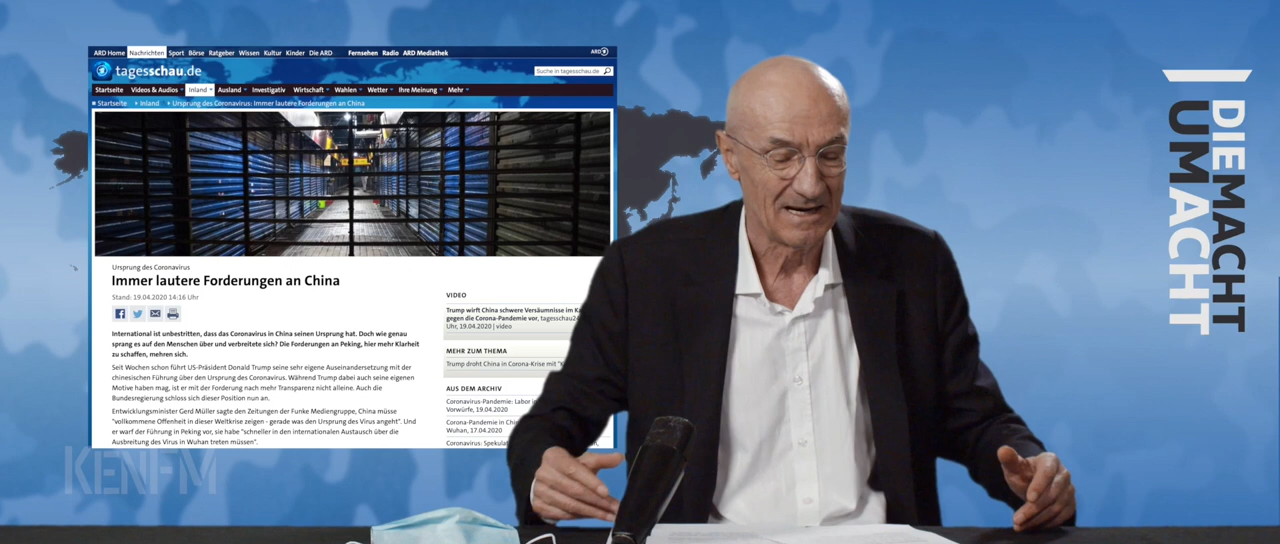 ARD Home Nachrichten Sport Börse Ratgeber Wissen Kultur Kinder Die ARD Fernsehen Radio ARD Mediathek
ARD
tagesschau.de
Suche in tagesschau.de
Startseite Videos & Audios Inland Ausland Investigativ Wirtschaft Wahlen Wetter Ihre Meinung Mehr
Startseite Inland Ursprung des Coronavirus: Immer lautere Forderungen an China
Ursprung des Coronavirus
Immer lautere Forderungen an China
Stand: 19.04.2020 14:16 Uhr
International ist unbestritten, dass das Coronavirus in China seinen Ursprung hat. Doch wie genau
sprang es auf den Menschen über und verbreitete sich? Die Forderungen an Peking, hier mehr Klarheit
zu schaffen, mehren sich.
Seit Wochen schon führt US-Präsident Donald Trump seine sehr eigene Auseinandersetzung mit der
chinesischen Führung über den Ursprung des Coronavirus. Während Trump dabei auch seine eigenen
Motive haben mag, ist er mit der Forderung nach mehr Transparenz nicht alleine. Auch die
Bundesregierung schloss sich dieser Position nun an.
Entwicklungsminister Gerd Müller sagte den Zeitungen der Funke Mediengruppe, China müsse
"vollkommene Offenheit in dieser Weltkrise zeigen - gerade was den Ursprung des Virus angeht". Und
er warf der Führung in Peking vor, sie habe "schneller in den internationalen Austausch über die
Ausbreitung des Virus in Wuhan treten müssen".
VIDEO
Trump wirft China schwere Versäumnisse im
gegen die Corona-Pandemie vor, tagesschau24
Uhr, 19.04.2020 | video
MEHR ZUM THEMA
Trump droht China in Corona-Krise mit
AUS DEM ARCHIV
Coronavirus-Pandemie: Labor
Vorwürfe, 19.04.2020
Corona-Pandemie in
Wuhan, 17.04.2020
Coronavirus:
KENFM
DIEMACHT
UMACHT